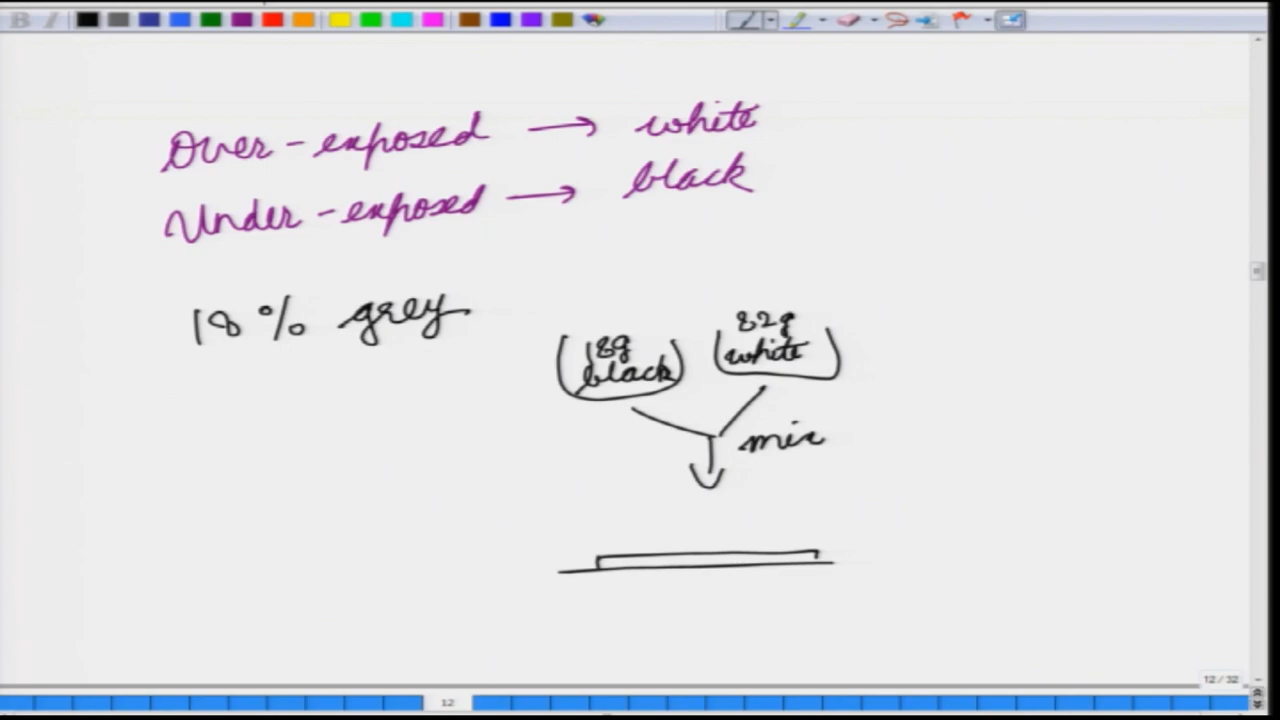 B I
Over-exposed → white
Under-exposed → black
18% grey
18g black
82g white
mix
12/32
12